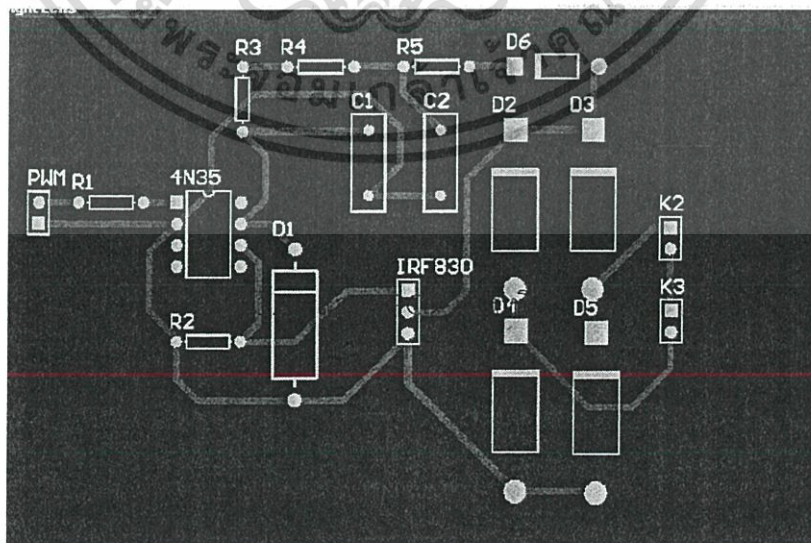 R3 R4 R5 D6
C1 C2 D2 D3
PWM R1 4N35
K2
D1
IRF830
K3
D4 D5
R2